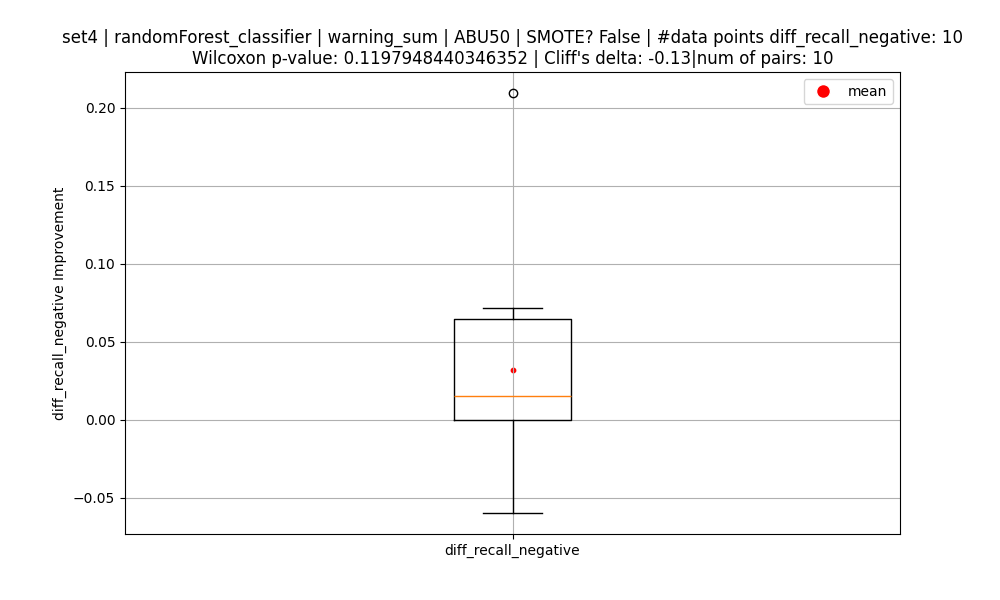 set4 | randomForest_classifier | warning_sum | ABU50 | SMOTE? False | #data points diff_recall_negative: 10
Wilcoxon p-value: 0.1197948440346352 | Cliff's delta: -0.13|num of pairs: 10
mean
0.20
0.15
0.10
0.05
0.00
−0.05
diff_recall_negative Improvement
diff_recall_negative